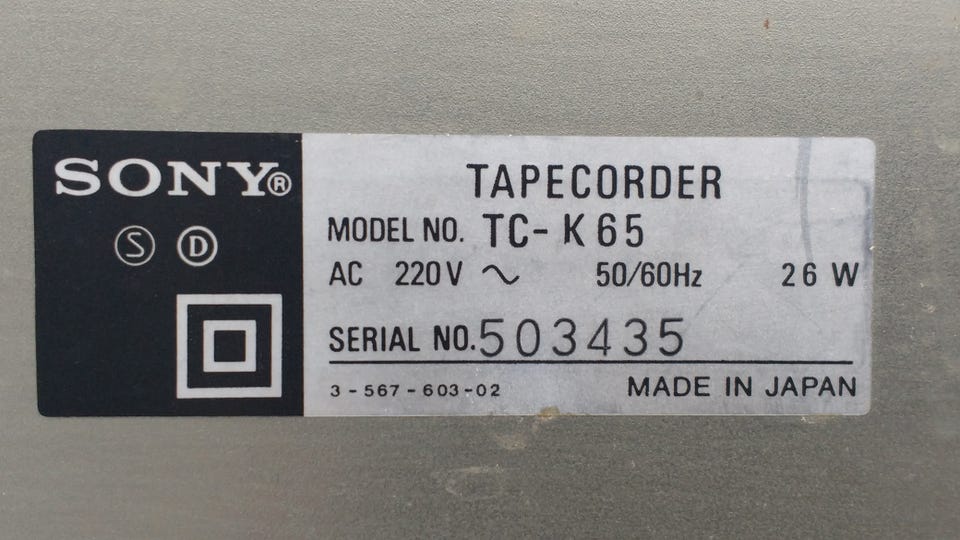 SONY®
S D
TAPECORDER
MODEL NO. TC-K65
AC 220V ~ 50/60Hz 26 W
SERIAL NO. 503435
3-567-603-02 MADE IN JAPAN